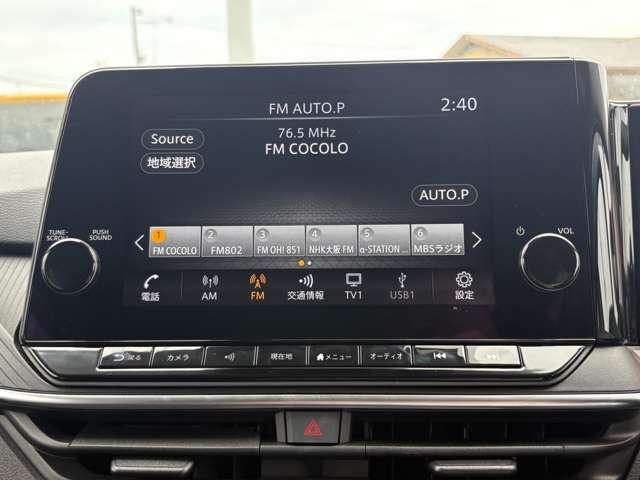 FM AUTO.P
2:40
76.5 MHz
FM COCOLO
Source
地域選択
AUTO.P
TUNE-SCROLL
PUSH SOUND
VOL
1 FM COCOLO
2 FM802
3 FM OH! 851
4 NHK大阪 FM
5 α-STATION ...
6 MBSラジオ
電話
AM
FM
交通情報
TV1
USB1
設定
戻る
カメラ
現在地
メニュー
オーディオ